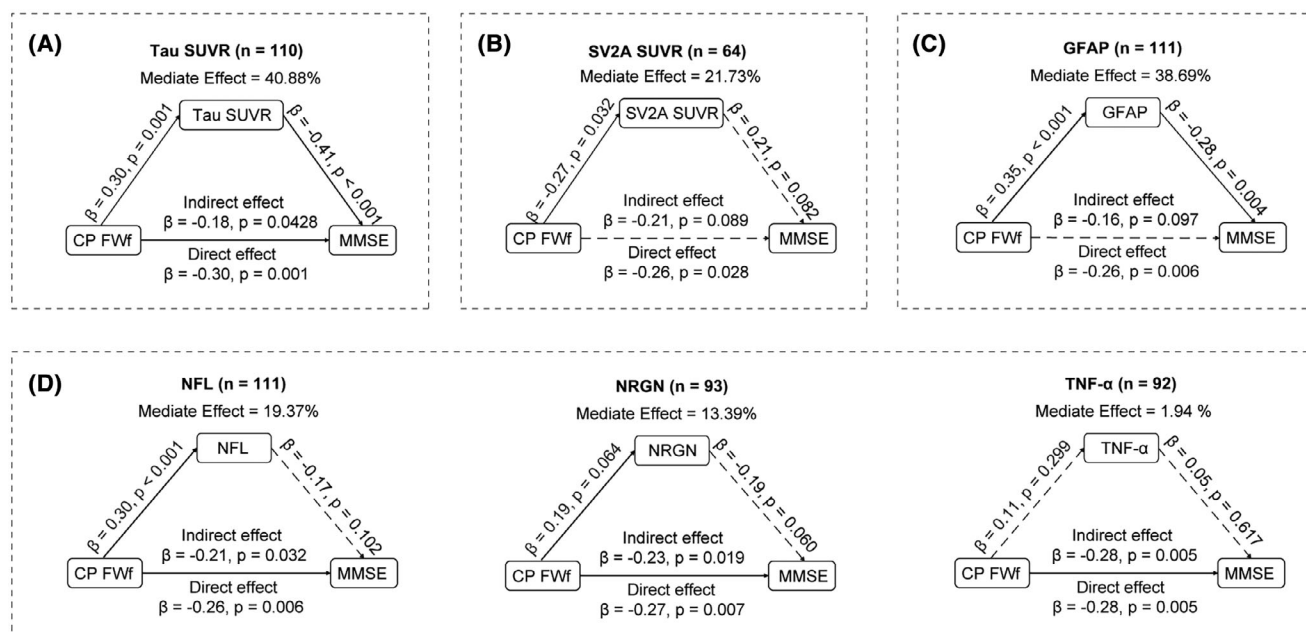 (A)
Tau SUVR (n = 110)
Mediate Effect = 40.88%
Tau SUVR
β = 0.30, p = 0.001
β = -0.41, p < 0.001
Indirect effect
β = -0.18, p = 0.0428
CP FWf
MMSE
Direct effect
β = -0.30, p = 0.001
(B)
SV2A SUVR (n = 64)
Mediate Effect = 21.73%
SV2A SUVR
β = -0.27, p = 0.032
β = 0.21, p = 0.082
Indirect effect
β = -0.21, p = 0.089
CP FWf
MMSE
Direct effect
β = -0.26, p = 0.028
(C)
GFAP (n = 111)
Mediate Effect = 38.69%
GFAP
β = 0.35, p < 0.001
β = -0.28, p = 0.004
Indirect effect
β = -0.16, p = 0.097
CP FWf
MMSE
Direct effect
β = -0.26, p = 0.006
(D)
NFL (n = 111)
Mediate Effect = 19.37%
NFL
β = 0.30, p < 0.001
β = -0.17, p = 0.102
Indirect effect
β = -0.21, p = 0.032
CP FWf
MMSE
Direct effect
β = -0.26, p = 0.006
NRGN (n = 93)
Mediate Effect = 13.39%
NRGN
β = 0.19, p = 0.064
β = -0.19, p = 0.060
Indirect effect
β = -0.23, p = 0.019
CP FWf
MMSE
Direct effect
β = -0.27, p = 0.007
TNF-α (n = 92)
Mediate Effect = 1.94 %
TNF-α
β = 0.11, p = 0.299
β = 0.05, p = 0.617
Indirect effect
β = -0.28, p = 0.005
CP FWf
MMSE
Direct effect
β = -0.28, p = 0.005